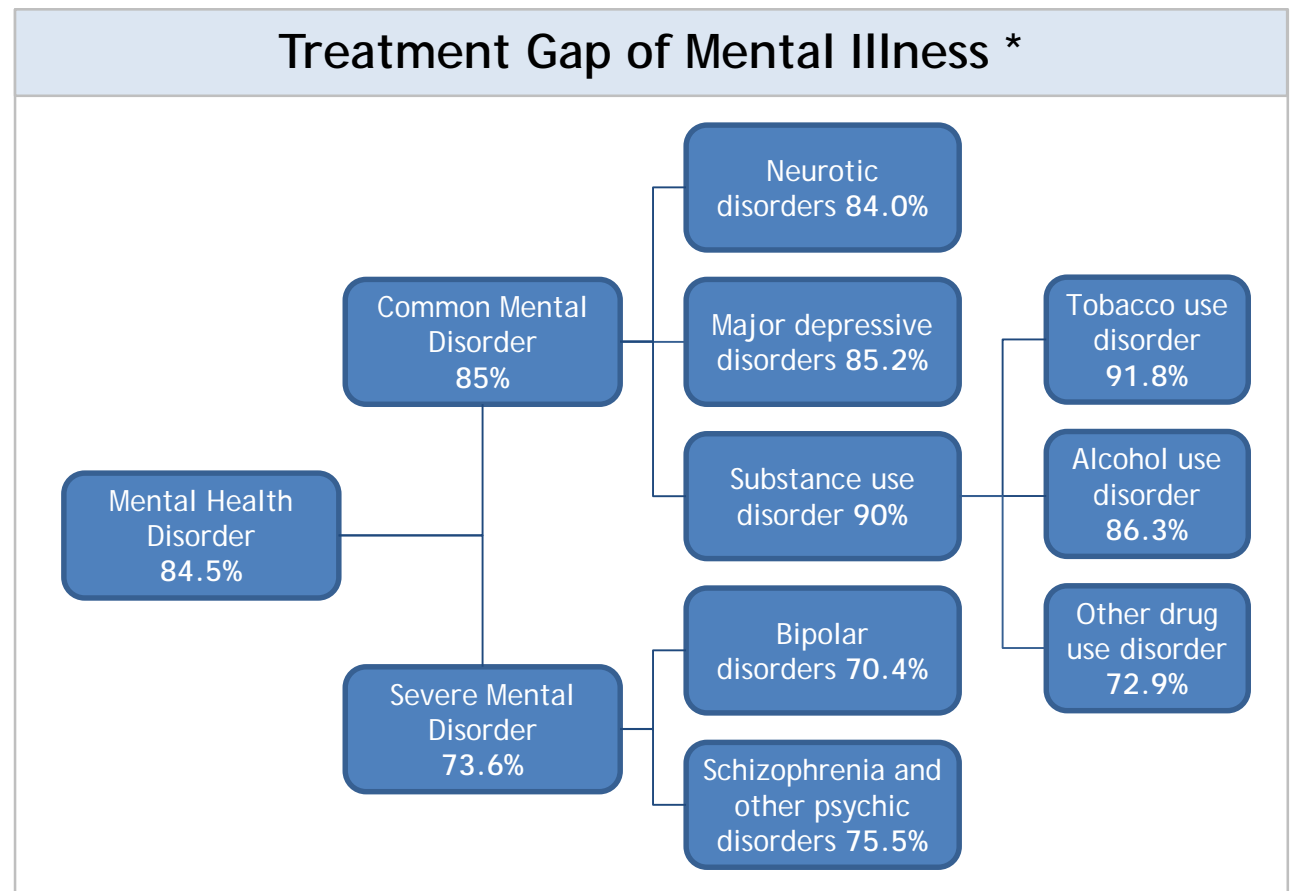 Treatment Gap of Mental Illness *
Neurotic
disorders 84.0%
Common Mental
Disorder
85%
Major depressive
disorders 85.2%
Tobacco use
disorder
91.8%
Mental Health
Disorder
84.5%
Substance use
disorder 90%
Alcohol use
disorder
86.3%
Other drug
use disorder
72.9%
Severe Mental
Disorder
73.6%
Bipolar
disorders 70.4%
Schizophrenia and
other psychic
disorders 75.5%